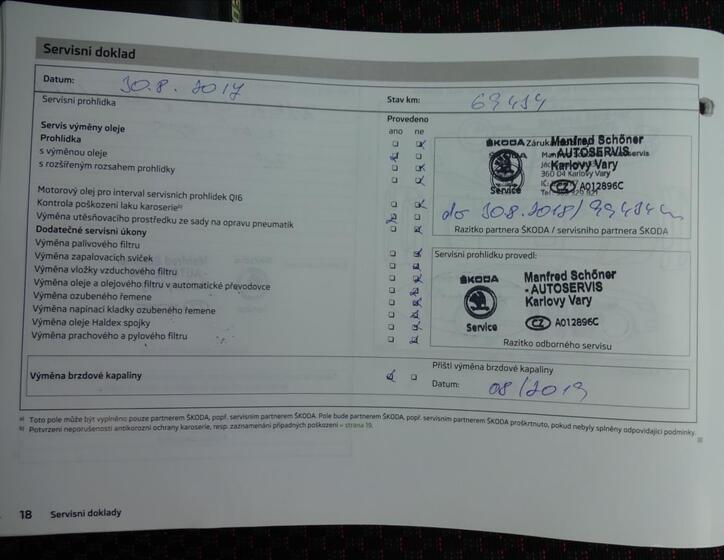 Servisní doklad
Datum: 30.8. 2017
Stav km: 69434
Servisní prohlídka
Provedeno
ano ne
Servis výměny oleje
Prohlídka
s výměnou oleje
s rozšířeným rozsahem prohlídky
Motorový olej pro interval servisních prohlídek QI6
Kontrola poškození laku karoserie b)
Výměna utěsňovacího prostředku ze sady na opravu pneumatik
Dodatečné servisní úkony
Výměna palivového filtru
Výměna zapalovacích svíček
Výměna vložky vzduchového filtru
Výměna oleje a olejového filtru v automatické převodovce
Výměna ozubeného řemene
Výměna napínací kladky ozubeného řemene
Výměna oleje Haldex spojky
Výměna prachového a pylového filtru
ŠKODA
Manfred Schöner
- AUTOSERVIS
Karlovy Vary
360 04 Karlovy Vary
Service
CZ A012896C
do 30.8.2018/99434
Razítko partnera ŠKODA / servisního partnera ŠKODA
Servisní prohlídku provedl:
ŠKODA
Manfred Schöner
- AUTOSERVIS
Karlovy Vary
Service
CZ A012896C
Razítko odborného servisu
Výměna brzdové kapaliny
Příští výměna brzdové kapaliny
Datum: 08/2019
a) Toto pole může být vyplněno pouze partnerem ŠKODA, popř. servisním partnerem ŠKODA. Pole bude partnerem ŠKODA, popř. servisním partnerem ŠKODA proškrtnuto, pokud nebyly splněny odpovídající podmínky.
b) Potvrzení neporušenosti antikorozní ochrany karoserie, resp. zaznamenání případných poškození » strana 19.
18 Servisní doklady